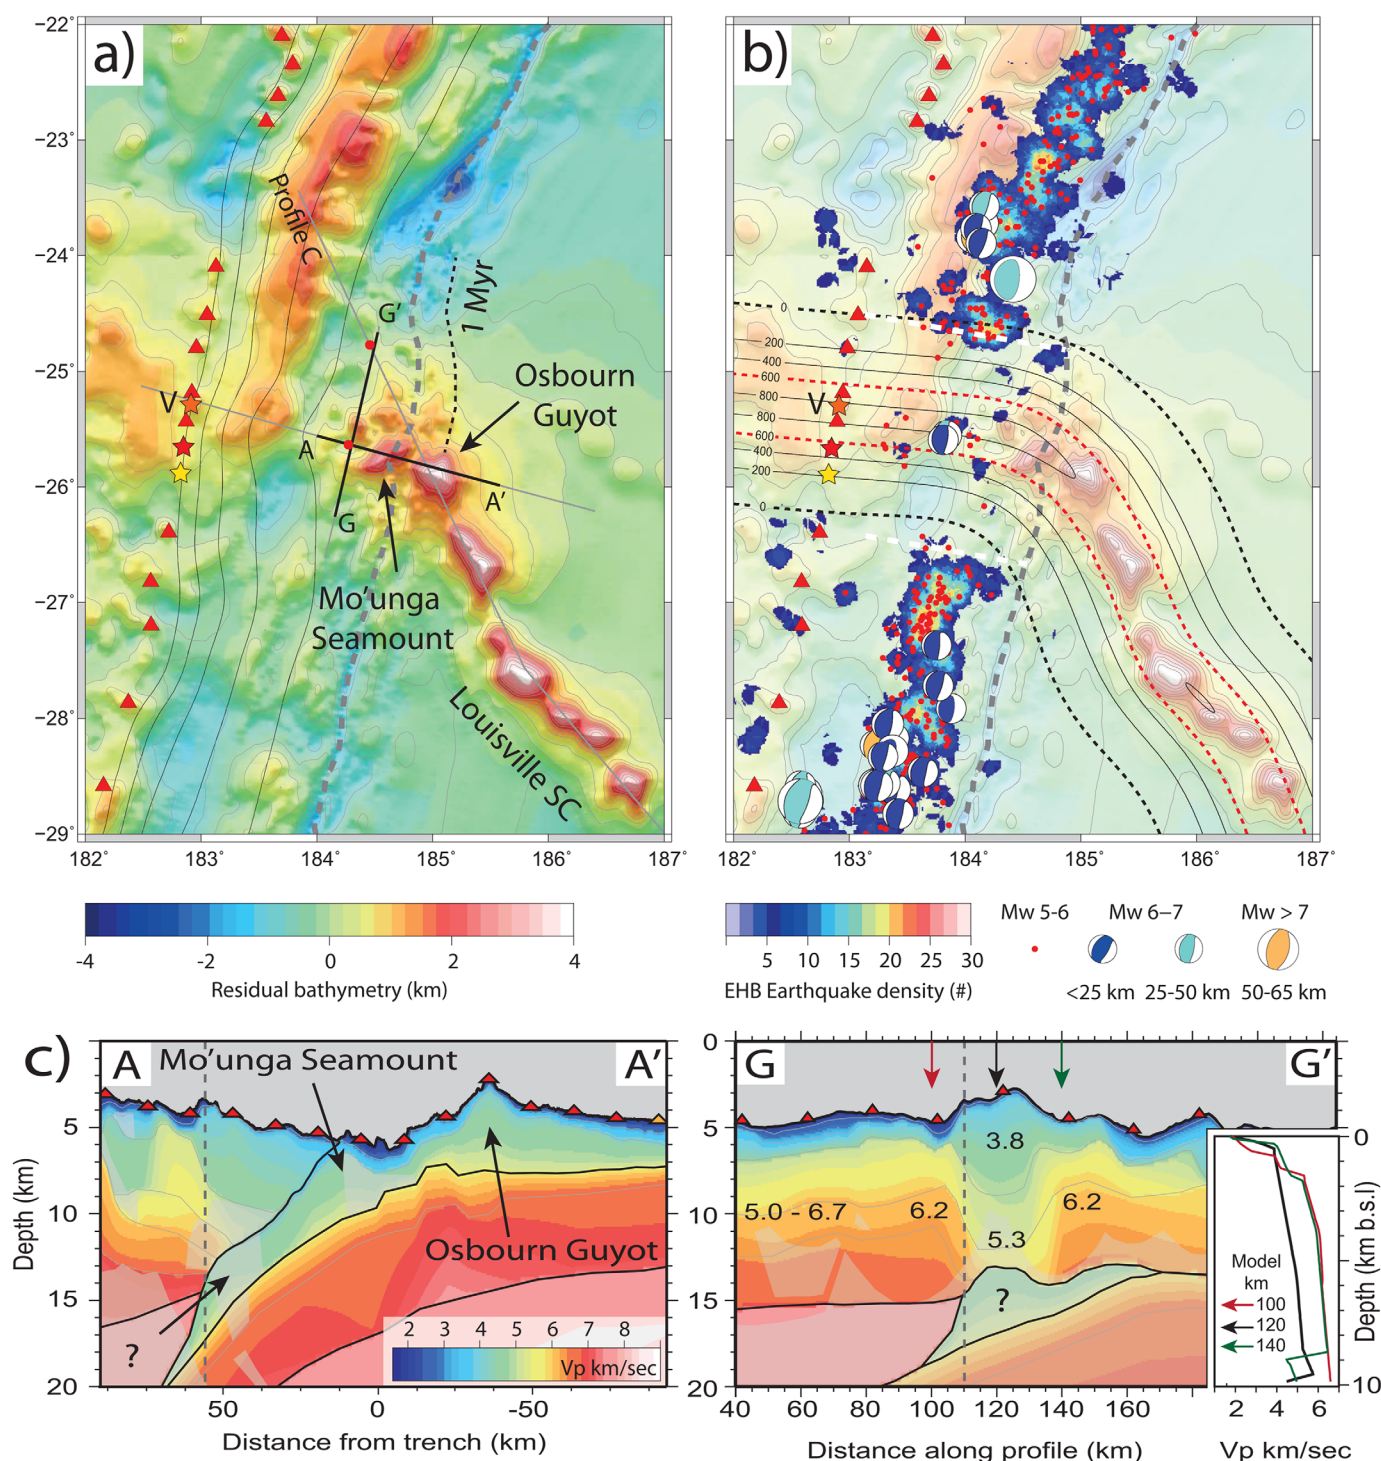 a)
−22˚
−23
−24
−25
−26
−27
−28
−29
182
183
184
185
186
187˚
Profile C
1 Myr
G’
Osbourn
Guyot
V
A
A’
G
Mo’unga
Seamount
Louisville SC
-4
-2
0
2
4
Residual bathymetry (km)
b)
0
200
400
600
800
V
800
600
400
200
0
182
183
184
185
186
187˚
5
10
15
20
25
30
EHB Earthquake density (#)
Mw 5-6
Mw 6–7
Mw > 7
<25 km
25-50 km
50-65 km
c)
A
Mo’unga Seamount
A’
5
10
15
20
Depth (km)
Osbourn Guyot
?
2
3
4
5
6
7
8
Vp km/sec
50
0
-50
Distance from trench (km)
G
G’
0
5
10
15
20
3.8
5.0 - 6.7
6.2
6.2
5.3
?
40
60
80
100
120
140
160
Distance along profile (km)
Model
km
100
120
140
0
10
Depth (km b.s.l)
2
4
6
Vp km/sec